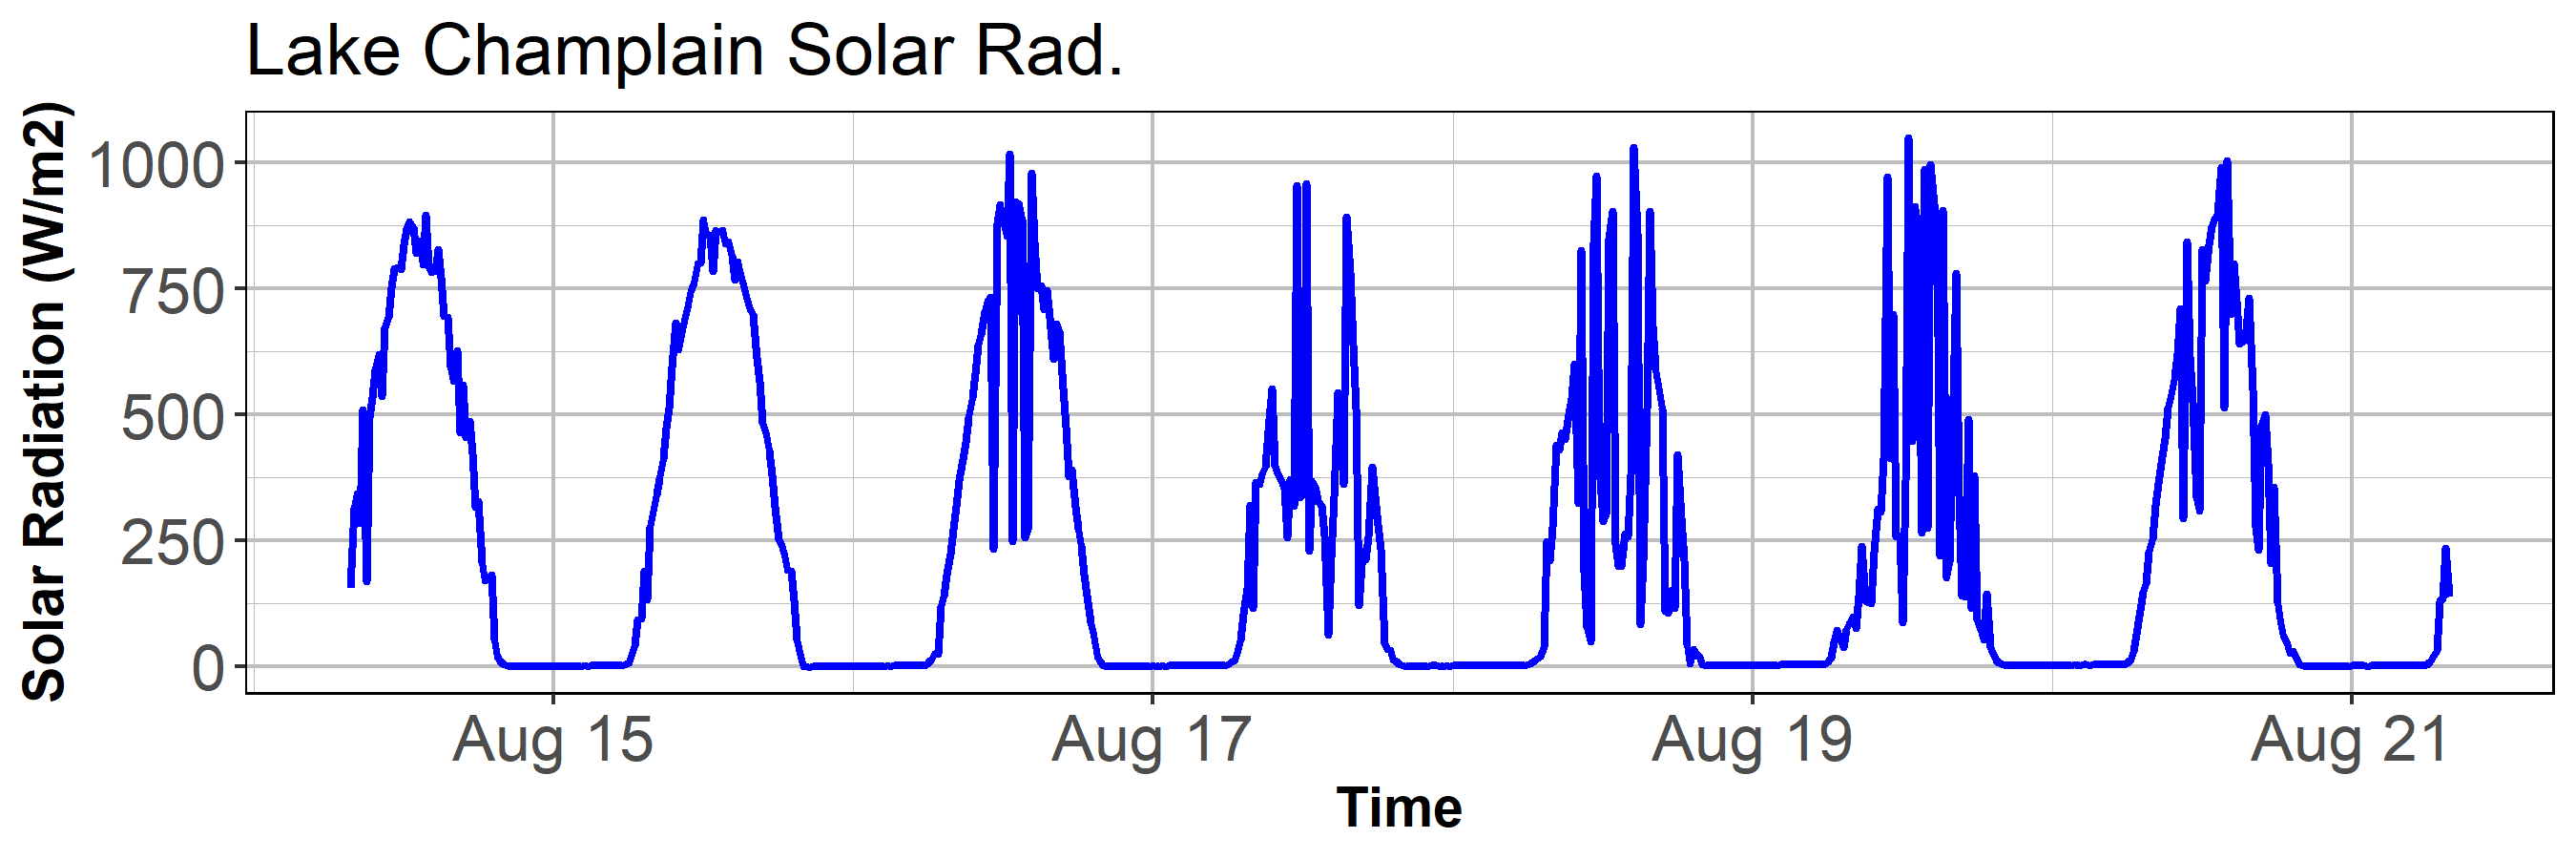 Lake Champlain Solar Rad.
Solar Radiation (W/m2)
1000
750
500
250
0
Aug 15
Aug 17
Aug 19
Aug 21
Time